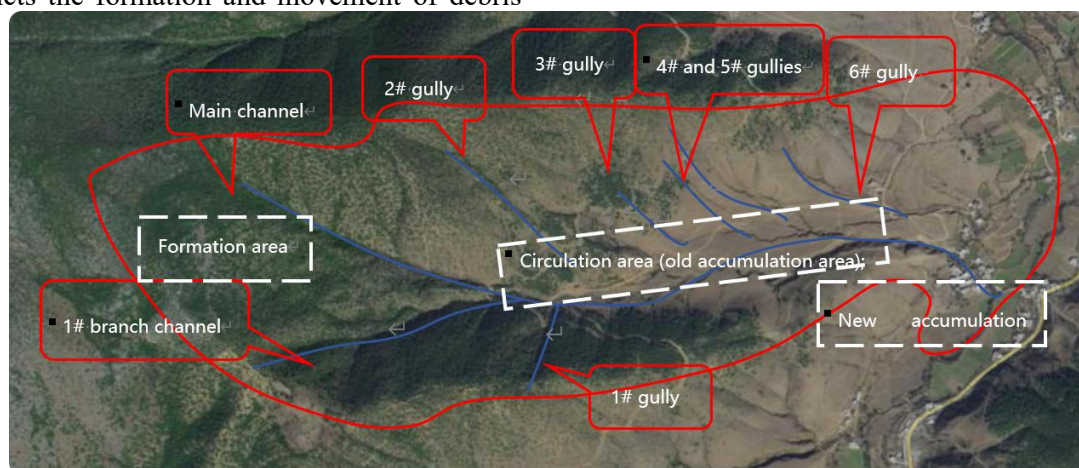 cts the formation and movement of debris
3# gully
4# and 5# gullies
6# gully
2# gully
Main channel
Formation area
Circulation area (old accumulation area);
1# branch channel
New accumulation
1# gully